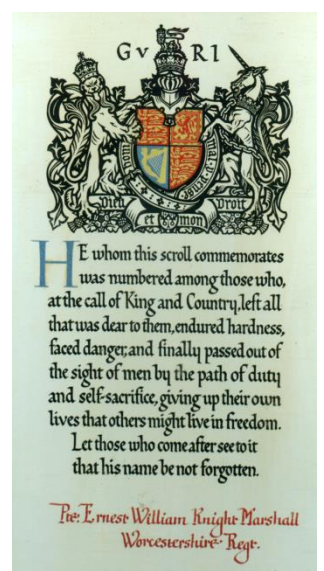 G V R I
Dieu et mon Droit
HE whom this scroll commemorates
was numbered among those who,
at the call of King and Country, left all
that was dear to them, endured hardness,
faced danger, and finally passed out of
the sight of men by the path of duty
and self-sacrifice, giving up their own
lives that others might live in freedom.
Let those who come after see to it
that his name be not forgotten.
Pte. Ernest William Knight Marshall
Worcestershire Regt.